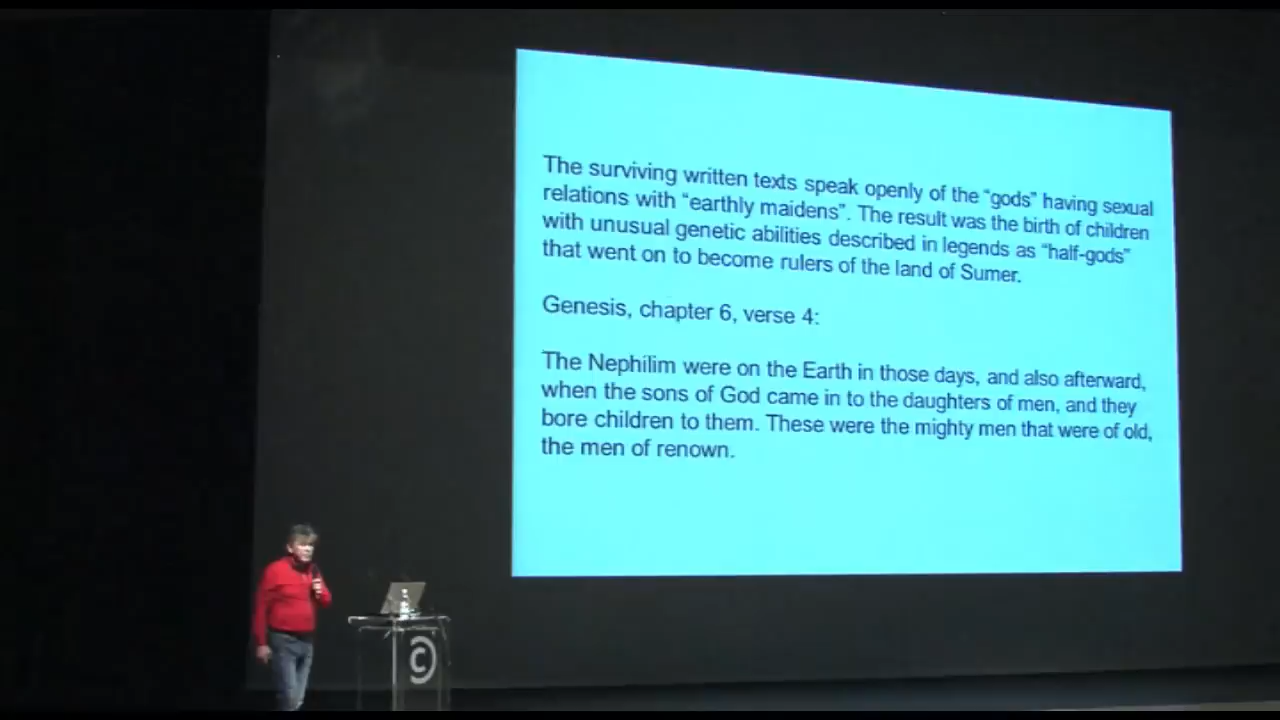 The surviving written texts speak openly of the “gods” having sexual
relations with “earthly maidens”. The result was the birth of children
with unusual genetic abilities described in legends as “half-gods”
that went on to become rulers of the land of Sumer.
Genesis, chapter 6, verse 4:
The Nephilim were on the Earth in those days, and also afterward,
when the sons of God came in to the daughters of men, and they
bore children to them. These were the mighty men that were of old,
the men of renown.